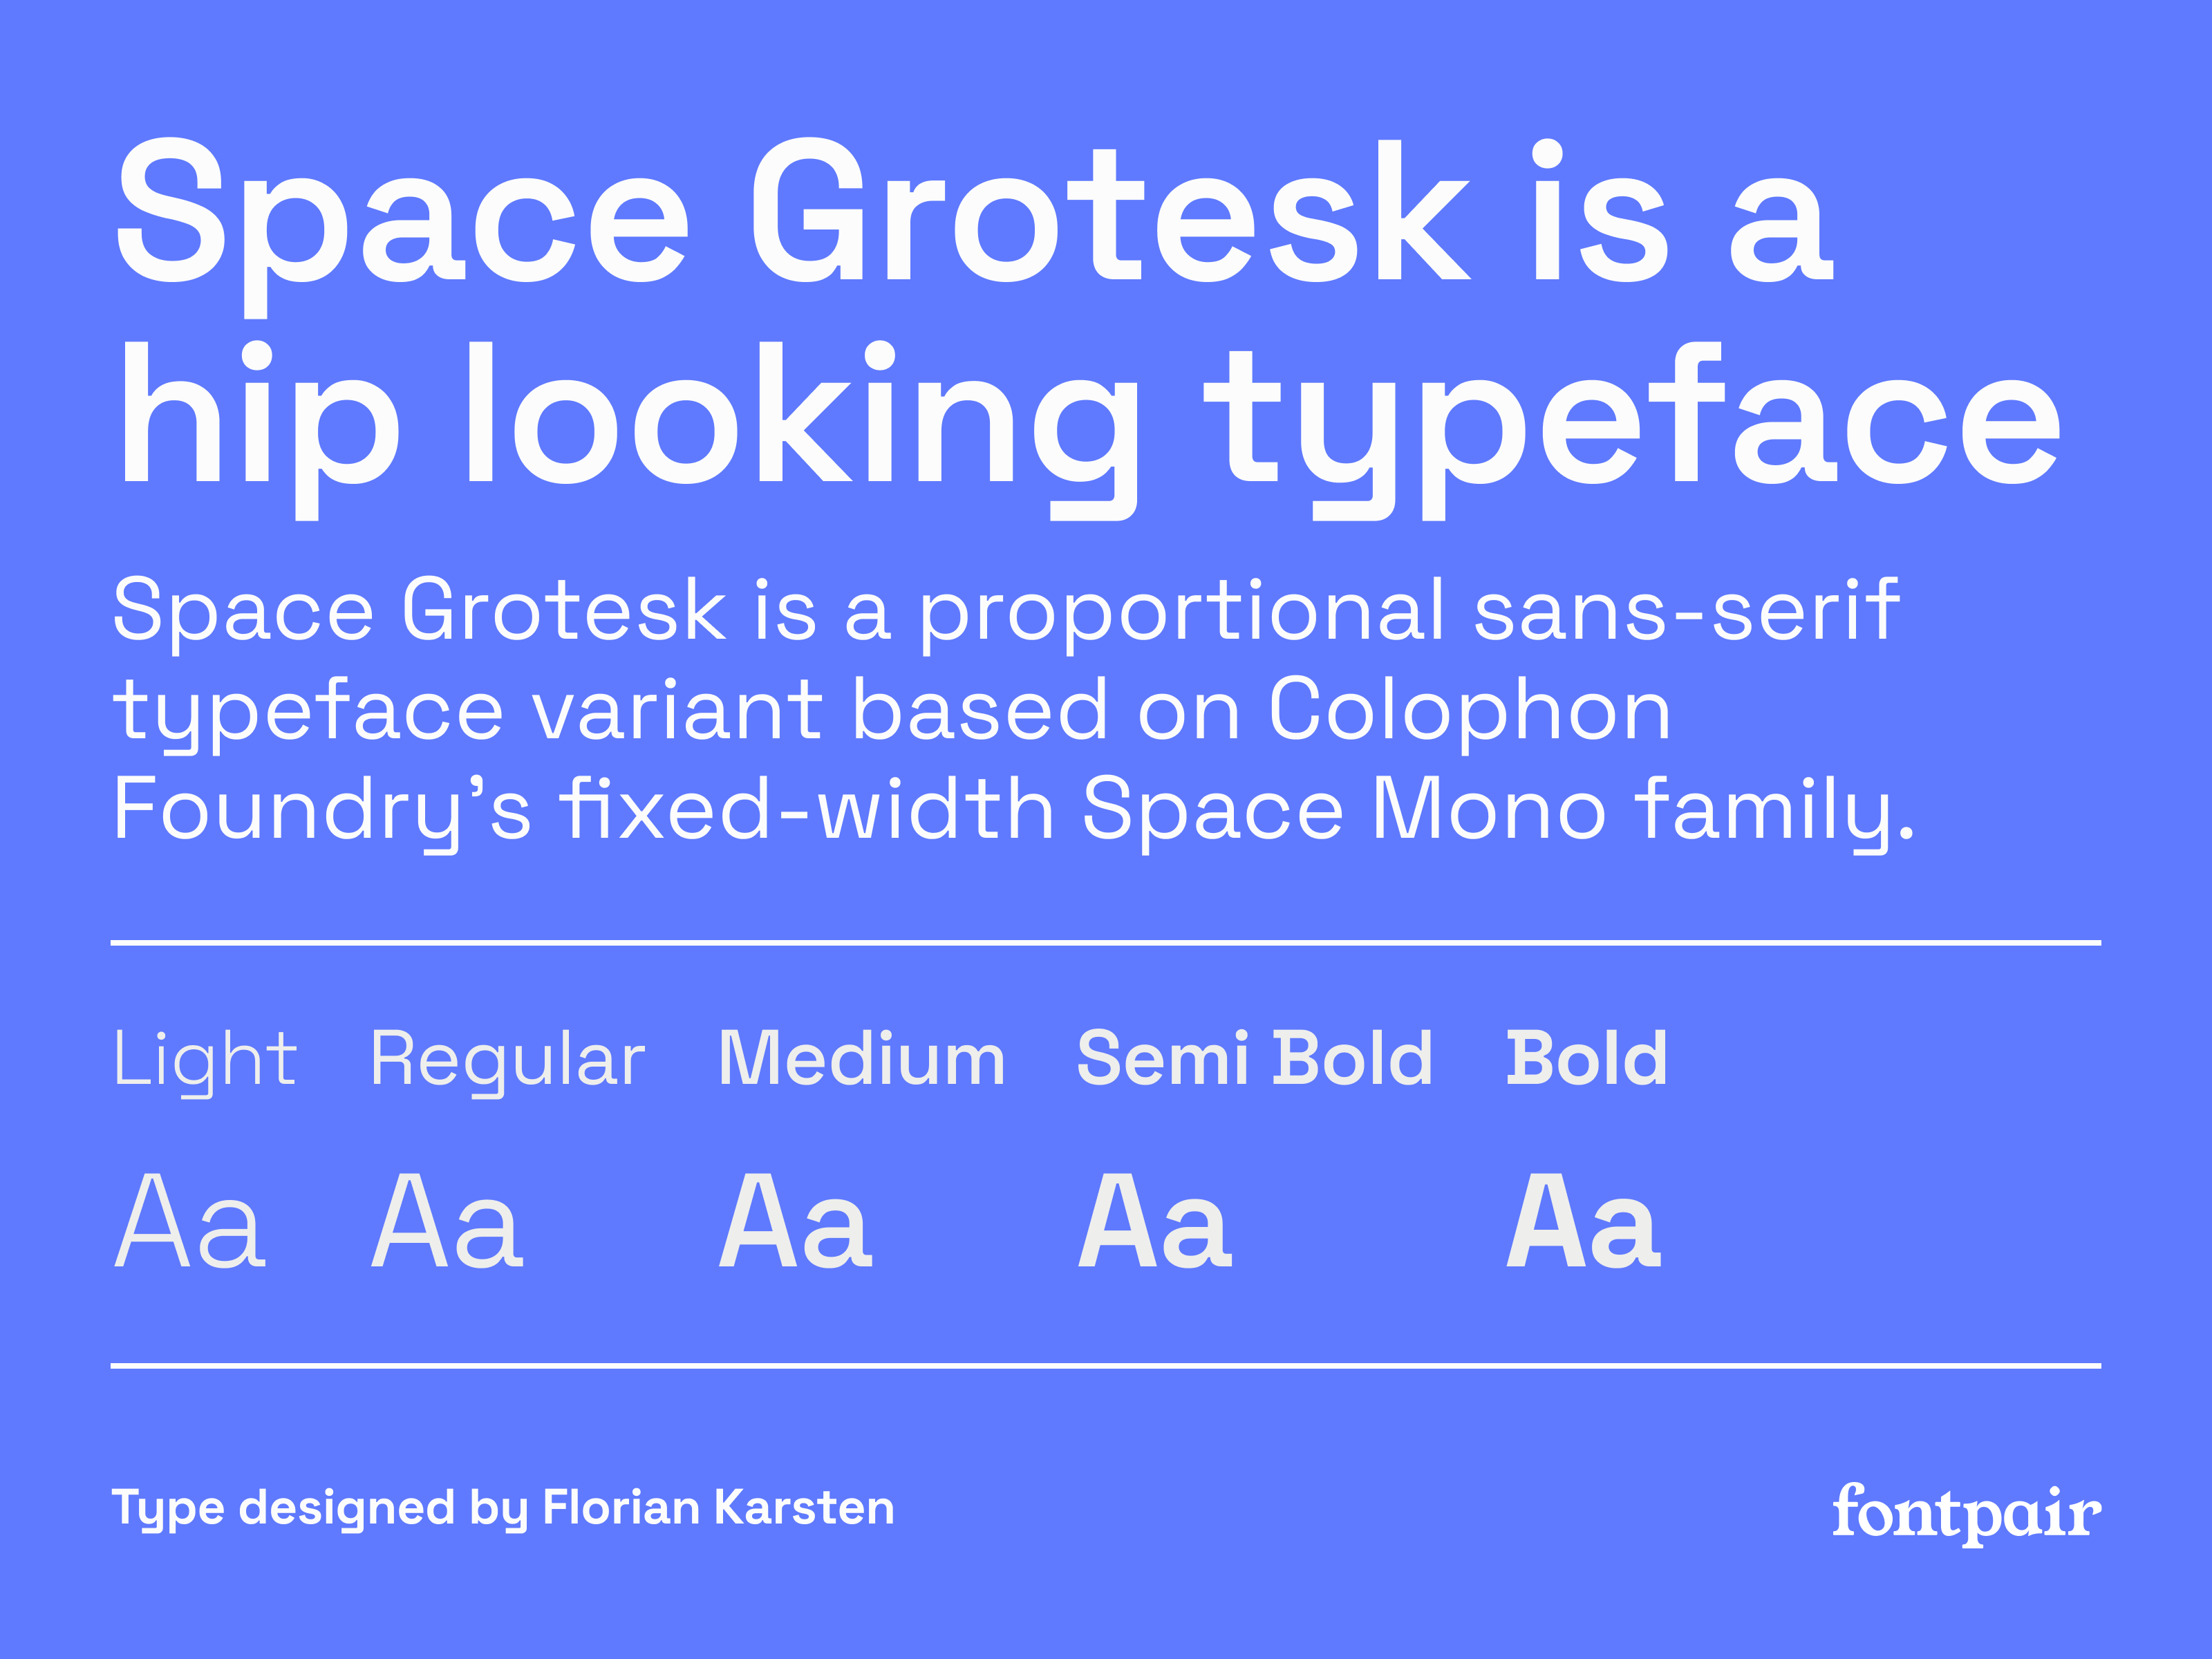 Space Grotesk is a
hip looking typeface
Space Grotesk is a proportional sans-serif
typeface variant based on Colophon
Foundry’s fixed-width Space Mono family.
Light Regular Medium Semi Bold Bold
Aa Aa Aa Aa Aa
Type designed by Florian Karsten
fontpair